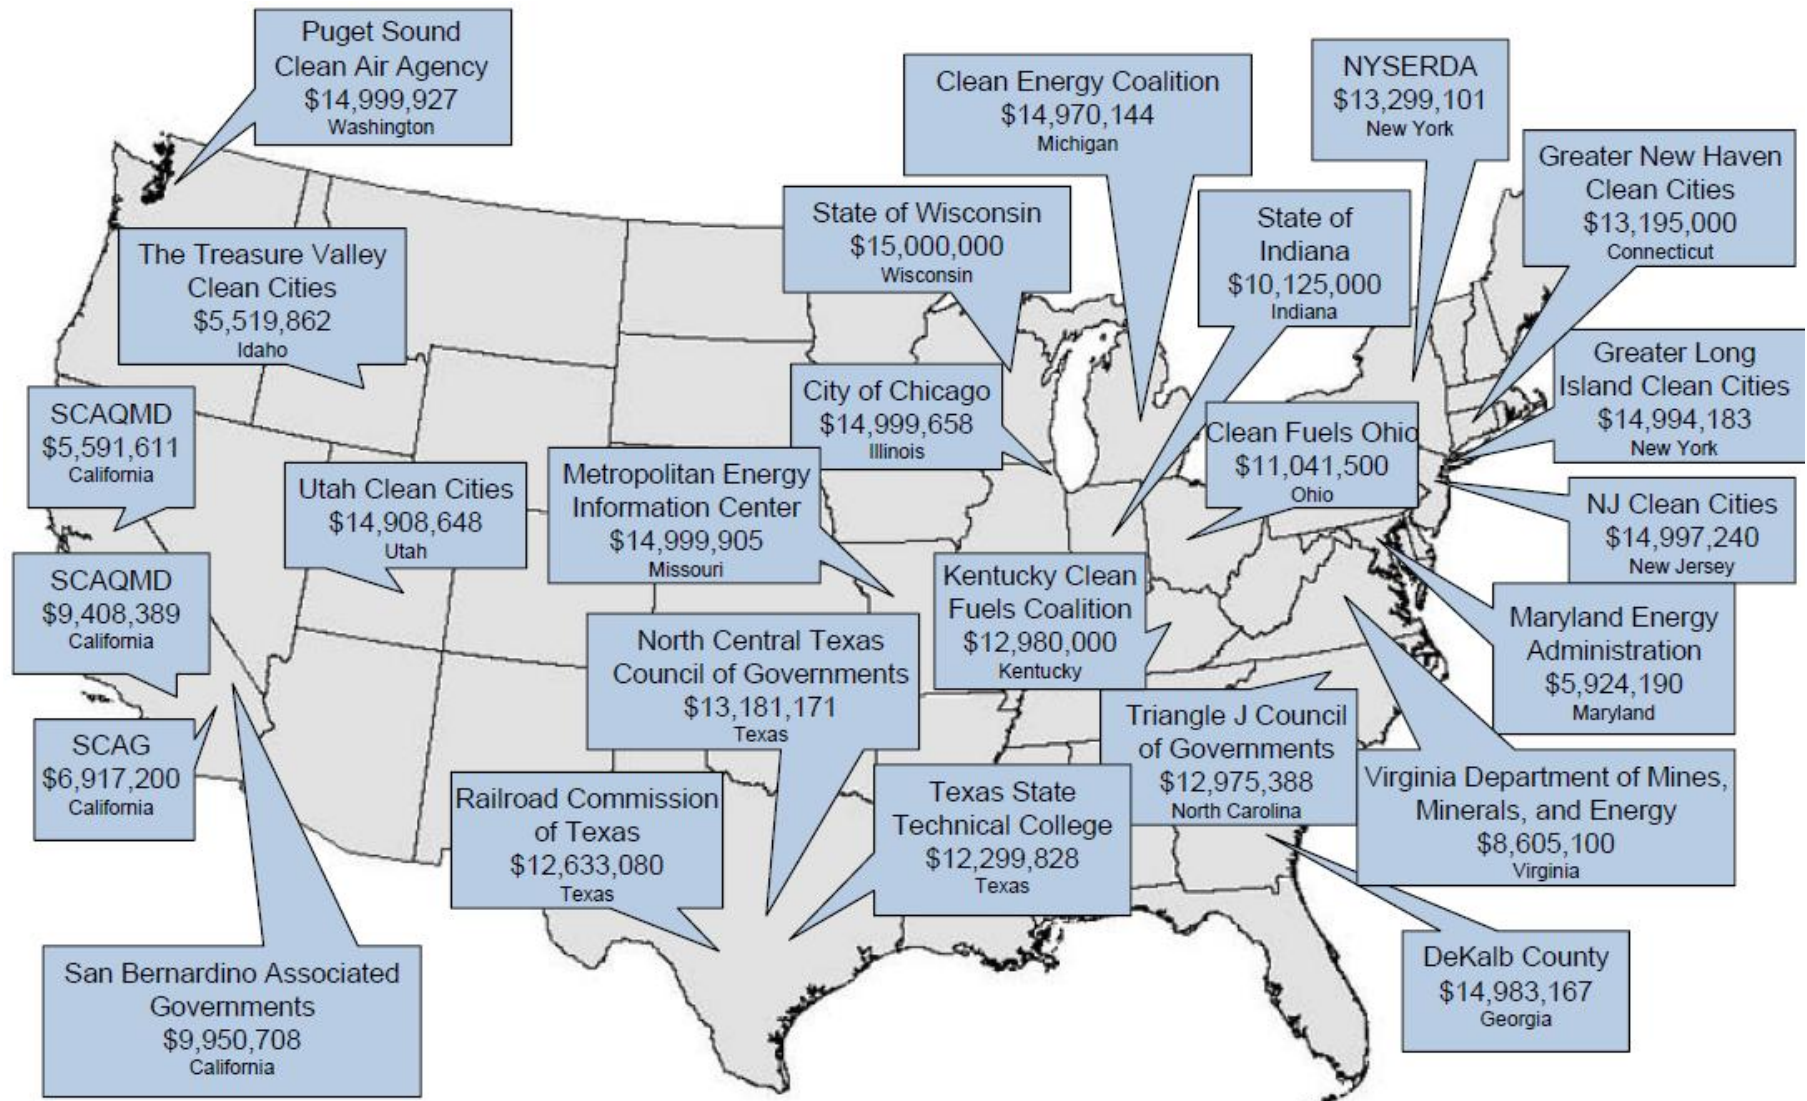 Puget Sound
Clean Air Agency
$14,999,927
Washington
Clean Energy Coalition
$14,970,144
Michigan
NYSERDA
$13,299,101
New York
Greater New Haven
Clean Cities
$13,195,000
Connecticut
State of Wisconsin
$15,000,000
Wisconsin
State of
Indiana
$10,125,000
Indiana
The Treasure Valley
Clean Cities
$5,519,862
Idaho
Greater Long
Island Clean Cities
$14,994,183
New York
City of Chicago
$14,999,658
Illinois
SCAQMD
$5,591,611
California
Clean Fuels Ohio
$11,041,500
Ohio
Metropolitan Energy
Information Center
$14,999,905
Missouri
Utah Clean Cities
$14,908,648
Utah
NJ Clean Cities
$14,997,240
New Jersey
SCAQMD
$9,408,389
California
Kentucky Clean
Fuels Coalition
$12,980,000
Kentucky
Maryland Energy
Administration
$5,924,190
Maryland
North Central Texas
Council of Governments
$13,181,171
Texas
Triangle J Council
of Governments
$12,975,388
North Carolina
SCAG
$6,917,200
California
Railroad Commission
of Texas
$12,633,080
Texas
Texas State
Technical College
$12,299,828
Texas
Virginia Department of Mines,
Minerals, and Energy
$8,605,100
Virginia
San Bernardino Associated
Governments
$9,950,708
California
DeKalb County
$14,983,167
Georgia